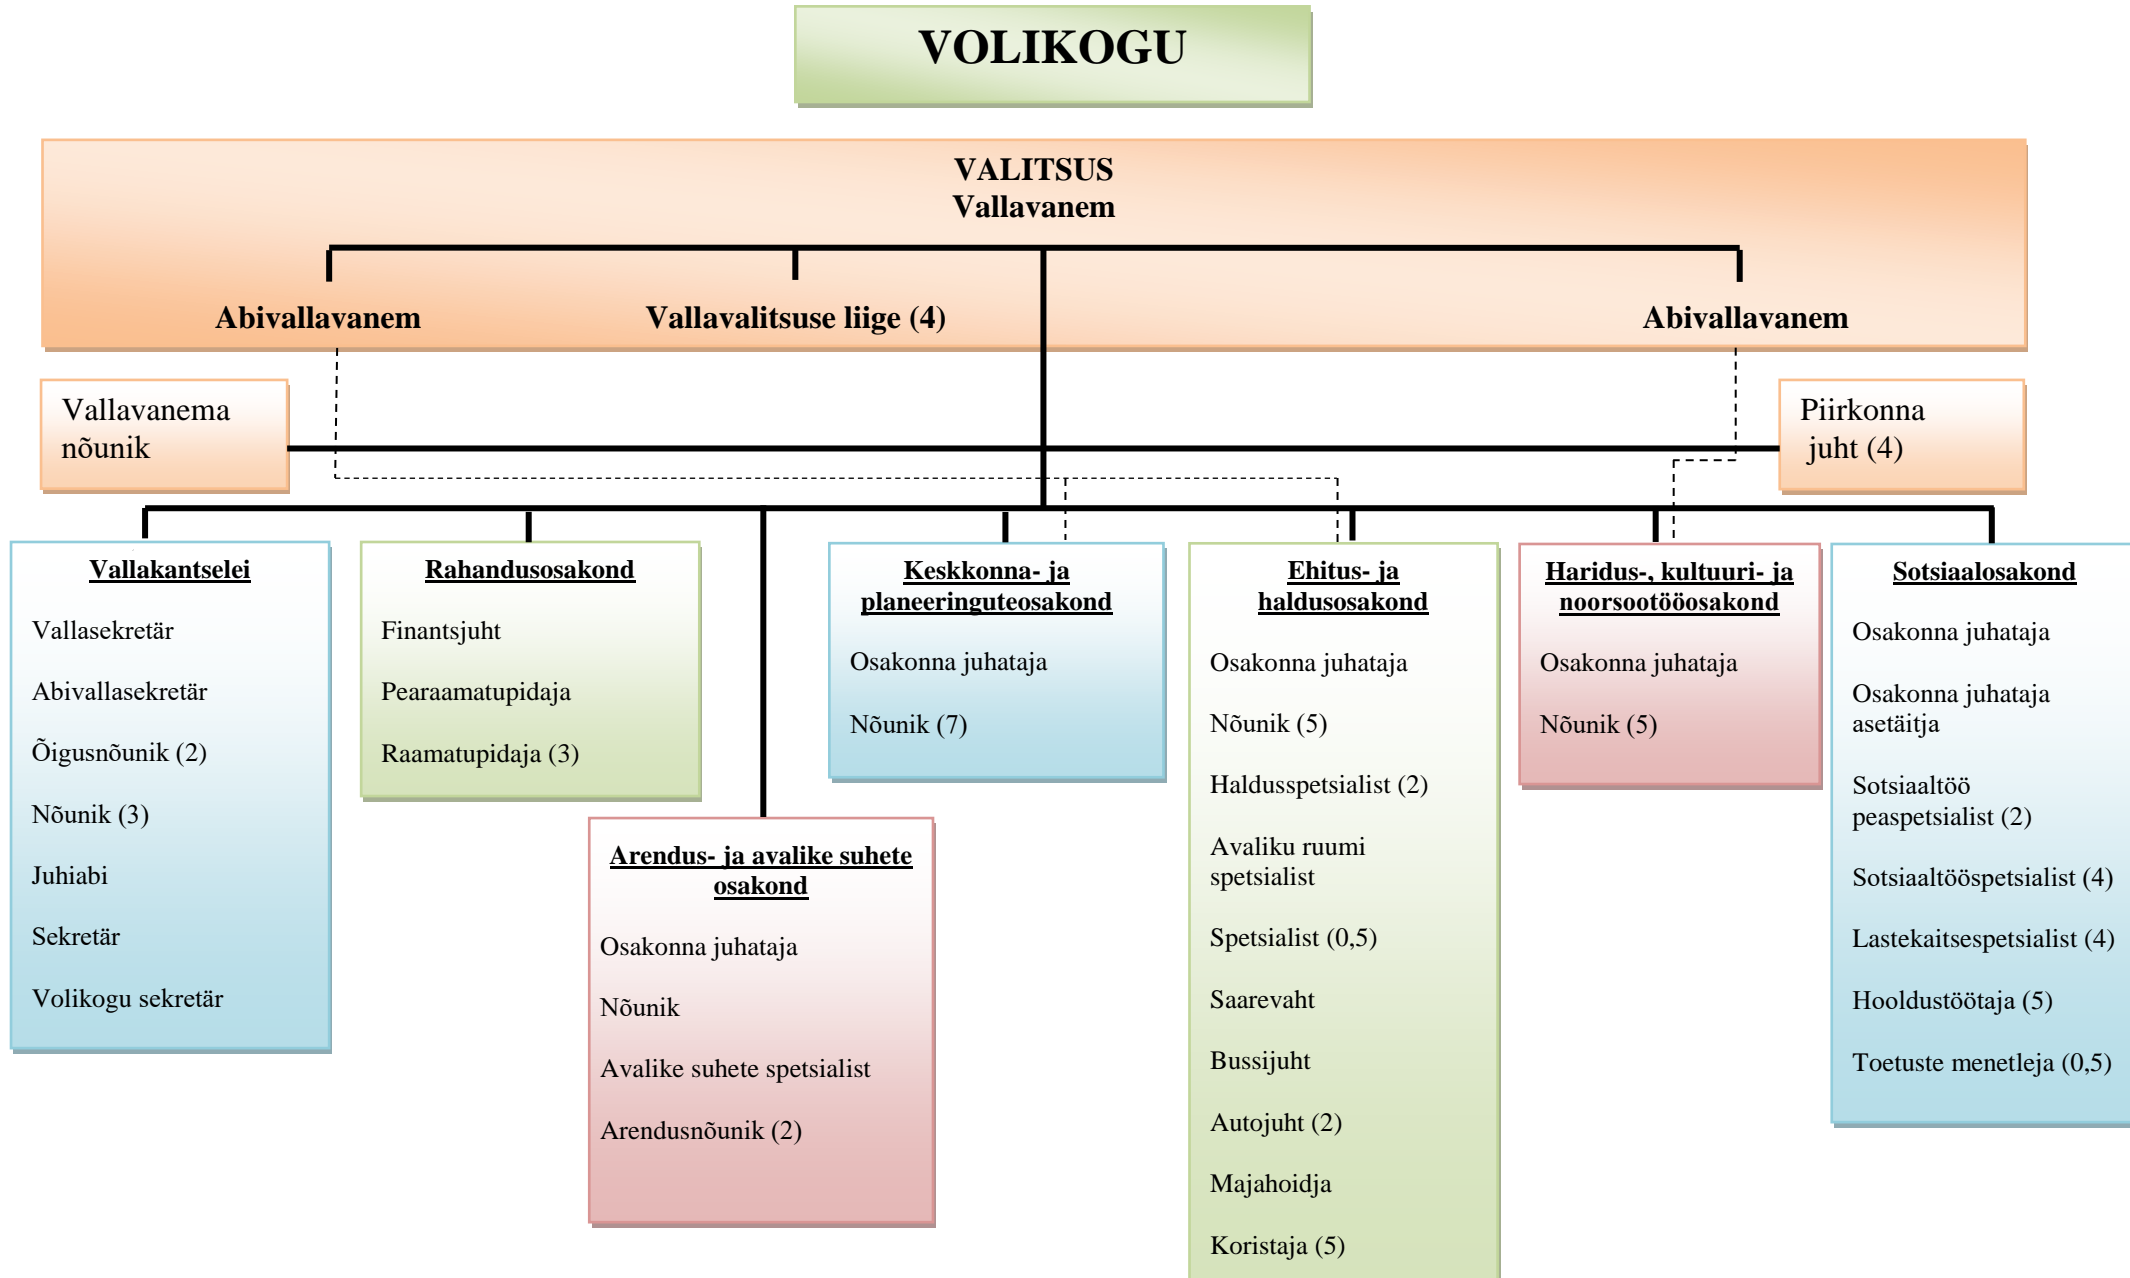 VOLIKOGU
VALITSUS
Vallavanem
Abivallavanem
Vallavalitsuse liige (4)
Abivallavanem
Vallavanema
nõunik
Piirkonna
juht (4)
Vallakantselei
Vallasekretär
Abivallasekretär
Õigusnõunik (2)
Nõunik (3)
Juhiabi
Sekretär
Volikogu sekretär
Rahandusosakond
Finantsjuht
Pearaamatupidaja
Raamatupidaja (3)
Arendus- ja avalike suhete
osakond
Osakonna juhataja
Nõunik
Avalike suhete spetsialist
Arendusnõunik (2)
Keskkonna- ja
planeeringuteosakond
Osakonna juhataja
Nõunik (7)
Ehitus- ja
haldusosakond
Osakonna juhataja
Nõunik (5)
Haldusspetsialist (2)
Avaliku ruumi
spetsialist
Spetsialist (0,5)
Saarevaht
Bussijuht
Autojuht (2)
Majahoidja
Koristaja (5)
Haridus-, kultuuri- ja
noorsootööosakond
Osakonna juhataja
Nõunik (5)
Sotsiaalosakond
Osakonna juhataja
Osakonna juhataja
asetäitja
Sotsiaaltöö
peaspetsialist (2)
Sotsiaaltööspetsialist (4)
Lastekaitsespetsialist (4)
Hooldustöötaja (5)
Toetuste menetleja (0,5)